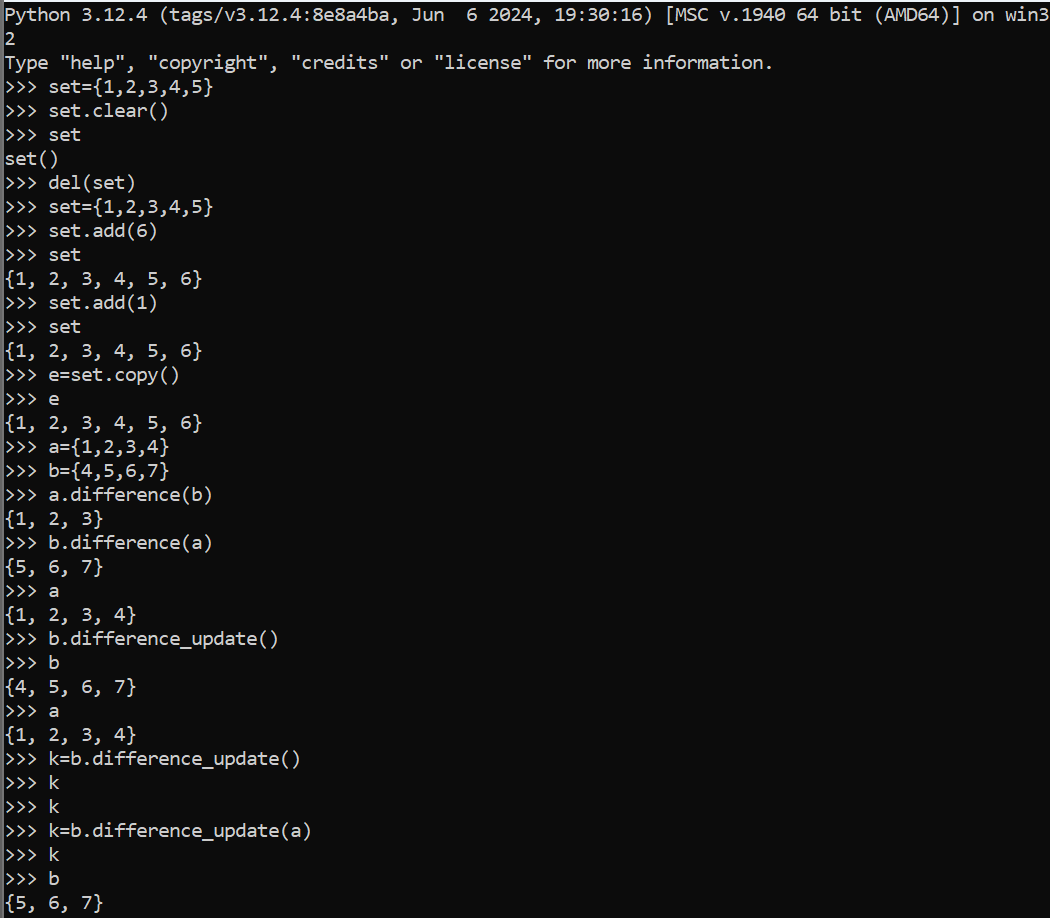 Python 3.12.4 (tags/v3.12.4:8e8a4ba, Jun  6 2024, 19:30:16) [MSC v.1940 64 bit (AMD64)] on win3
2
Type "help", "copyright", "credits" or "license" for more information.
>>> set={1,2,3,4,5}
>>> set.clear()
>>> set
set()
>>> del(set)
>>> set={1,2,3,4,5}
>>> set.add(6)
>>> set
{1, 2, 3, 4, 5, 6}
>>> set.add(1)
>>> set
{1, 2, 3, 4, 5, 6}
>>> e=set.copy()
>>> e
{1, 2, 3, 4, 5, 6}
>>> a={1,2,3,4}
>>> b={4,5,6,7}
>>> a.difference(b)
{1, 2, 3}
>>> b.difference(a)
{5, 6, 7}
>>> a
{1, 2, 3, 4}
>>> b.difference_update()
>>> b
{4, 5, 6, 7}
>>> a
{1, 2, 3, 4}
>>> k=b.difference_update()
>>> k
>>> k
>>> k=b.difference_update(a)
>>> k
>>> b
{5, 6, 7}